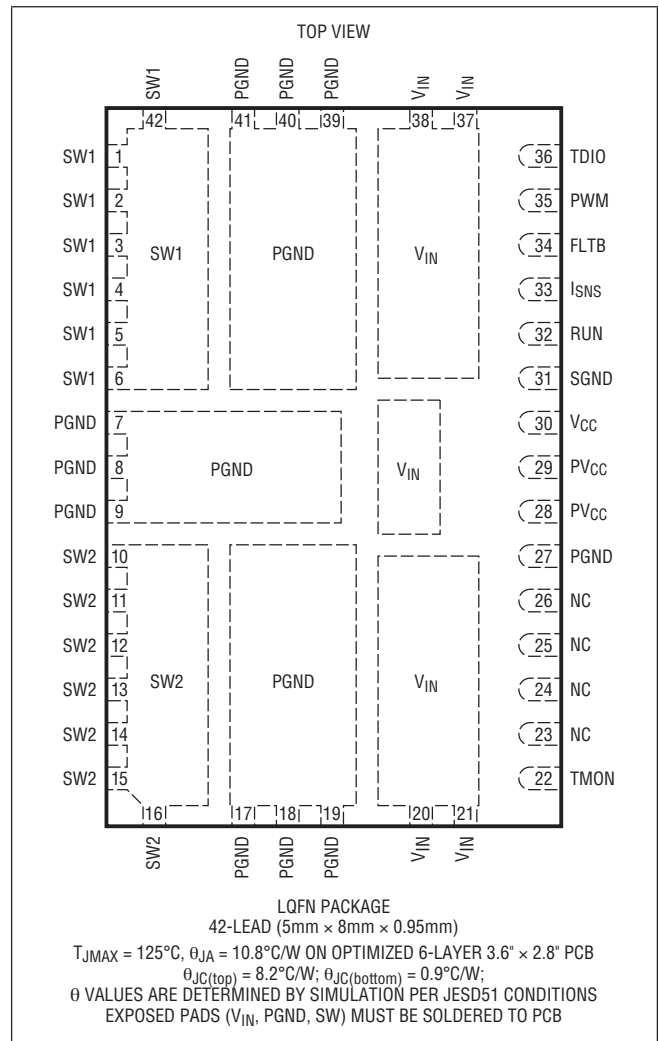 TOP VIEW
SW1 PGND PGND PGND VIN VIN
42 41 40 39 38 37
SW1 1 36 TDIO
SW1 2 35 PWM
SW1 3 34 FLTB
SW1 PGND VIN
SW1 4 33 ISNS
SW1 5 32 RUN
SW1 6 31 SGND
PGND 7 30 VCC
PGND 8 PGND VIN 29 PVCC
PGND 9 28 PVCC
SW2 10 27 PGND
SW2 11 26 NC
SW2 12 25 NC
SW2 13 SW2 PGND VIN 24 NC
SW2 14 23 NC
SW2 15 22 TMON
16 17 18 19 20 21
SW2 PGND PGND PGND VIN VIN
LQFN PACKAGE
42-LEAD (5mm × 8mm × 0.95mm)
TJMAX = 125°C, θJA = 10.8°C/W ON OPTIMIZED 6-LAYER 3.6" × 2.8" PCB
θJC(top) = 8.2°C/W; θJC(bottom) = 0.9°C/W;
θ VALUES ARE DETERMINED BY SIMULATION PER JESD51 CONDITIONS
EXPOSED PADS (VIN, PGND, SW) MUST BE SOLDERED TO PCB